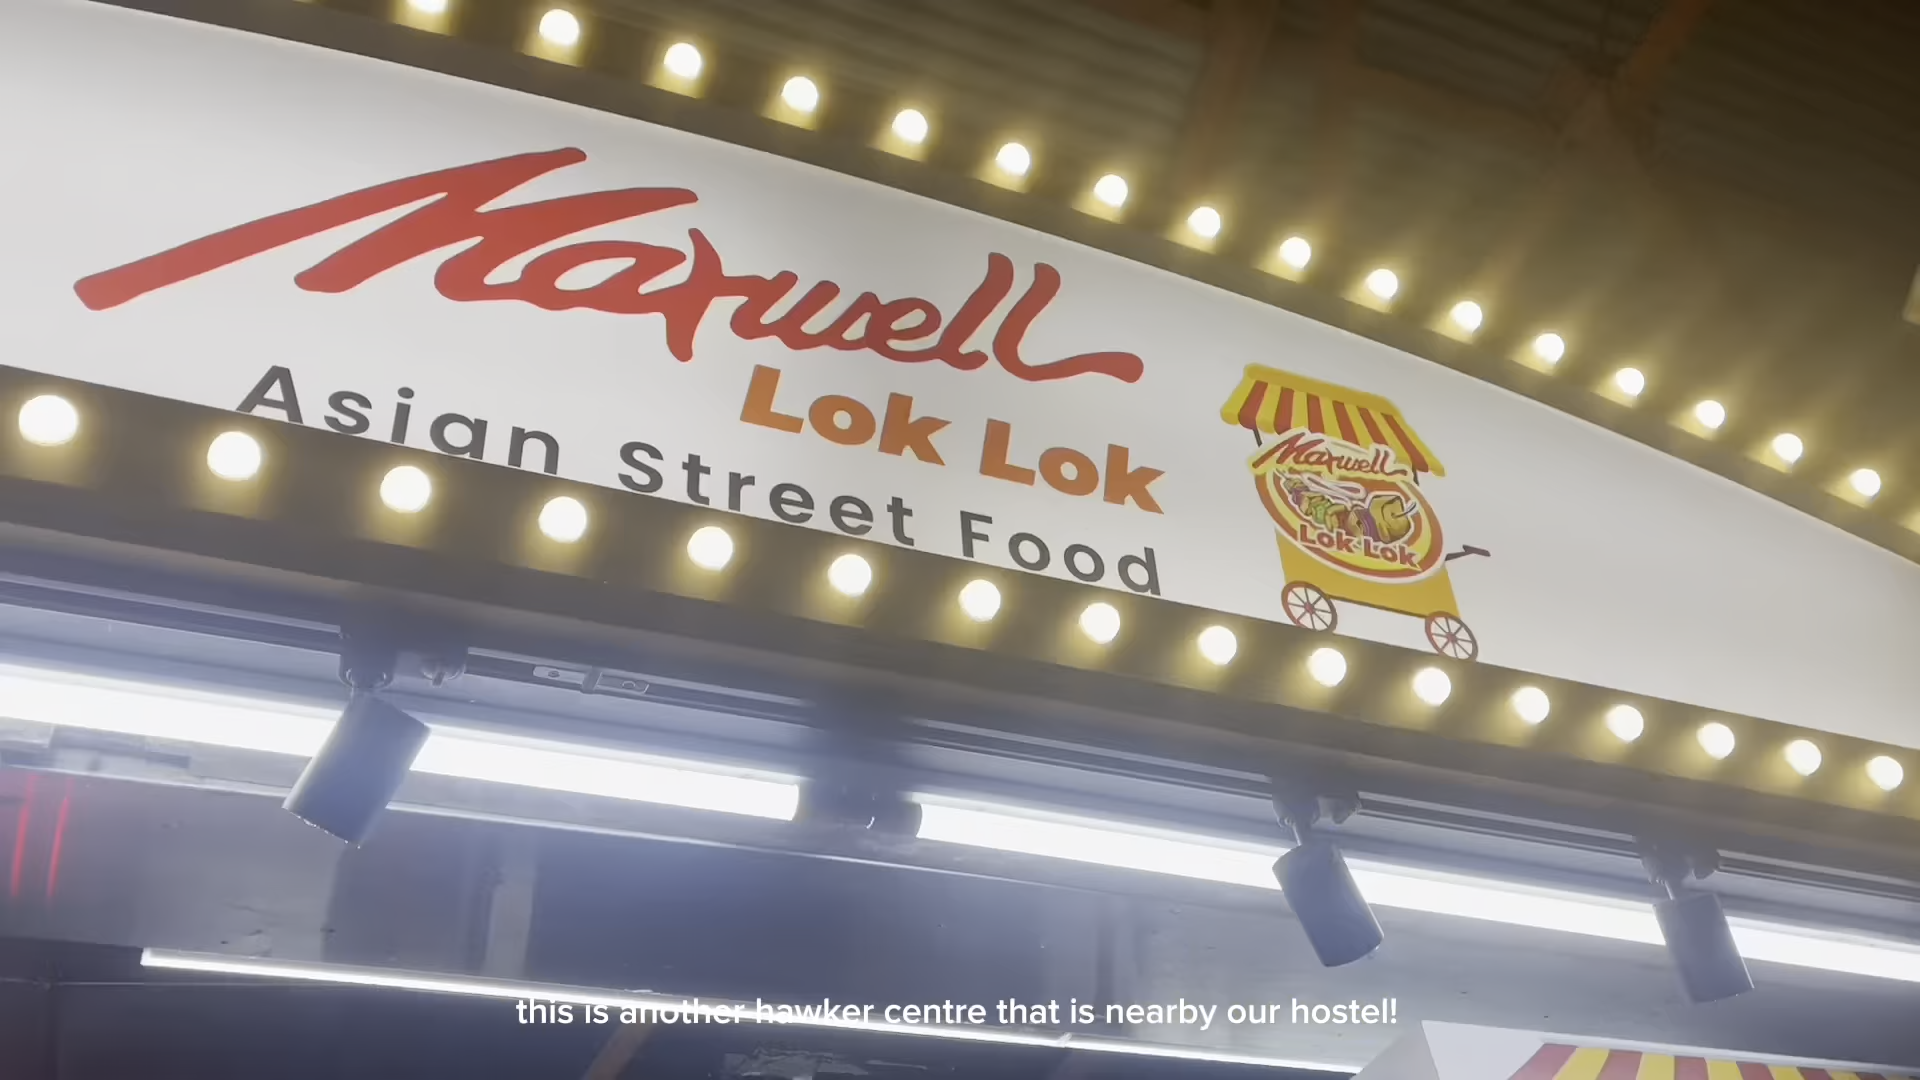 Maxwell
Lok Lok
Asian Street Food
Maxwell
Lok Lok
this is another hawker centre that is nearby our hostel!